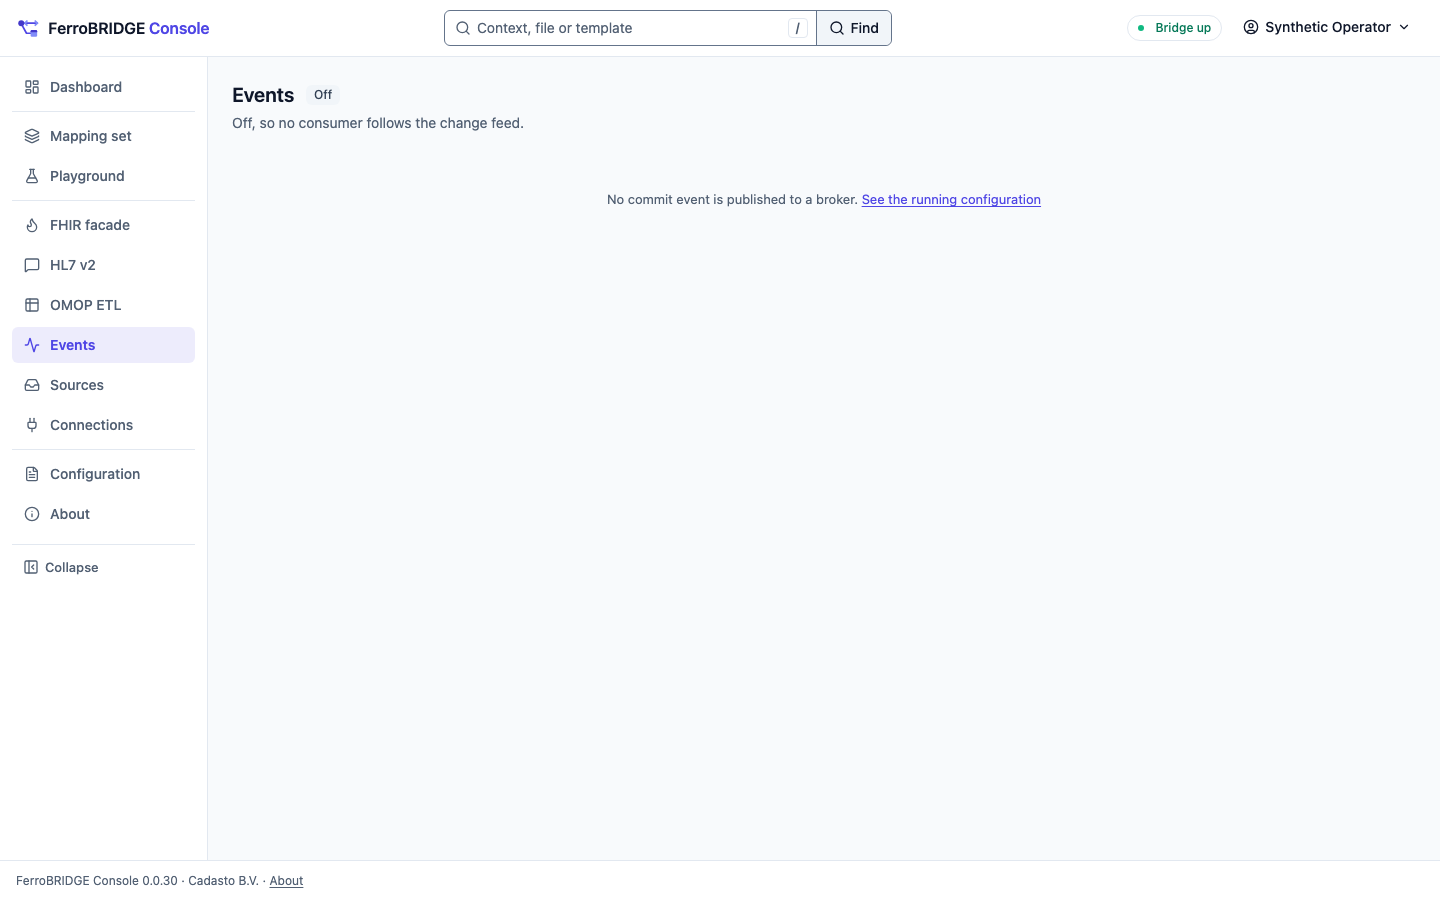 FerroBRIDGE Console
Context, file or template
/
Find
Bridge up
Synthetic Operator
Dashboard
Mapping set
Playground
FHIR facade
HL7 v2
OMOP ETL
Events
Sources
Connections
Configuration
About
Collapse
Events
Off
Off, so no consumer follows the change feed.
No commit event is published to a broker. See the running configuration
FerroBRIDGE Console 0.0.30 · Cadasto B.V. · About